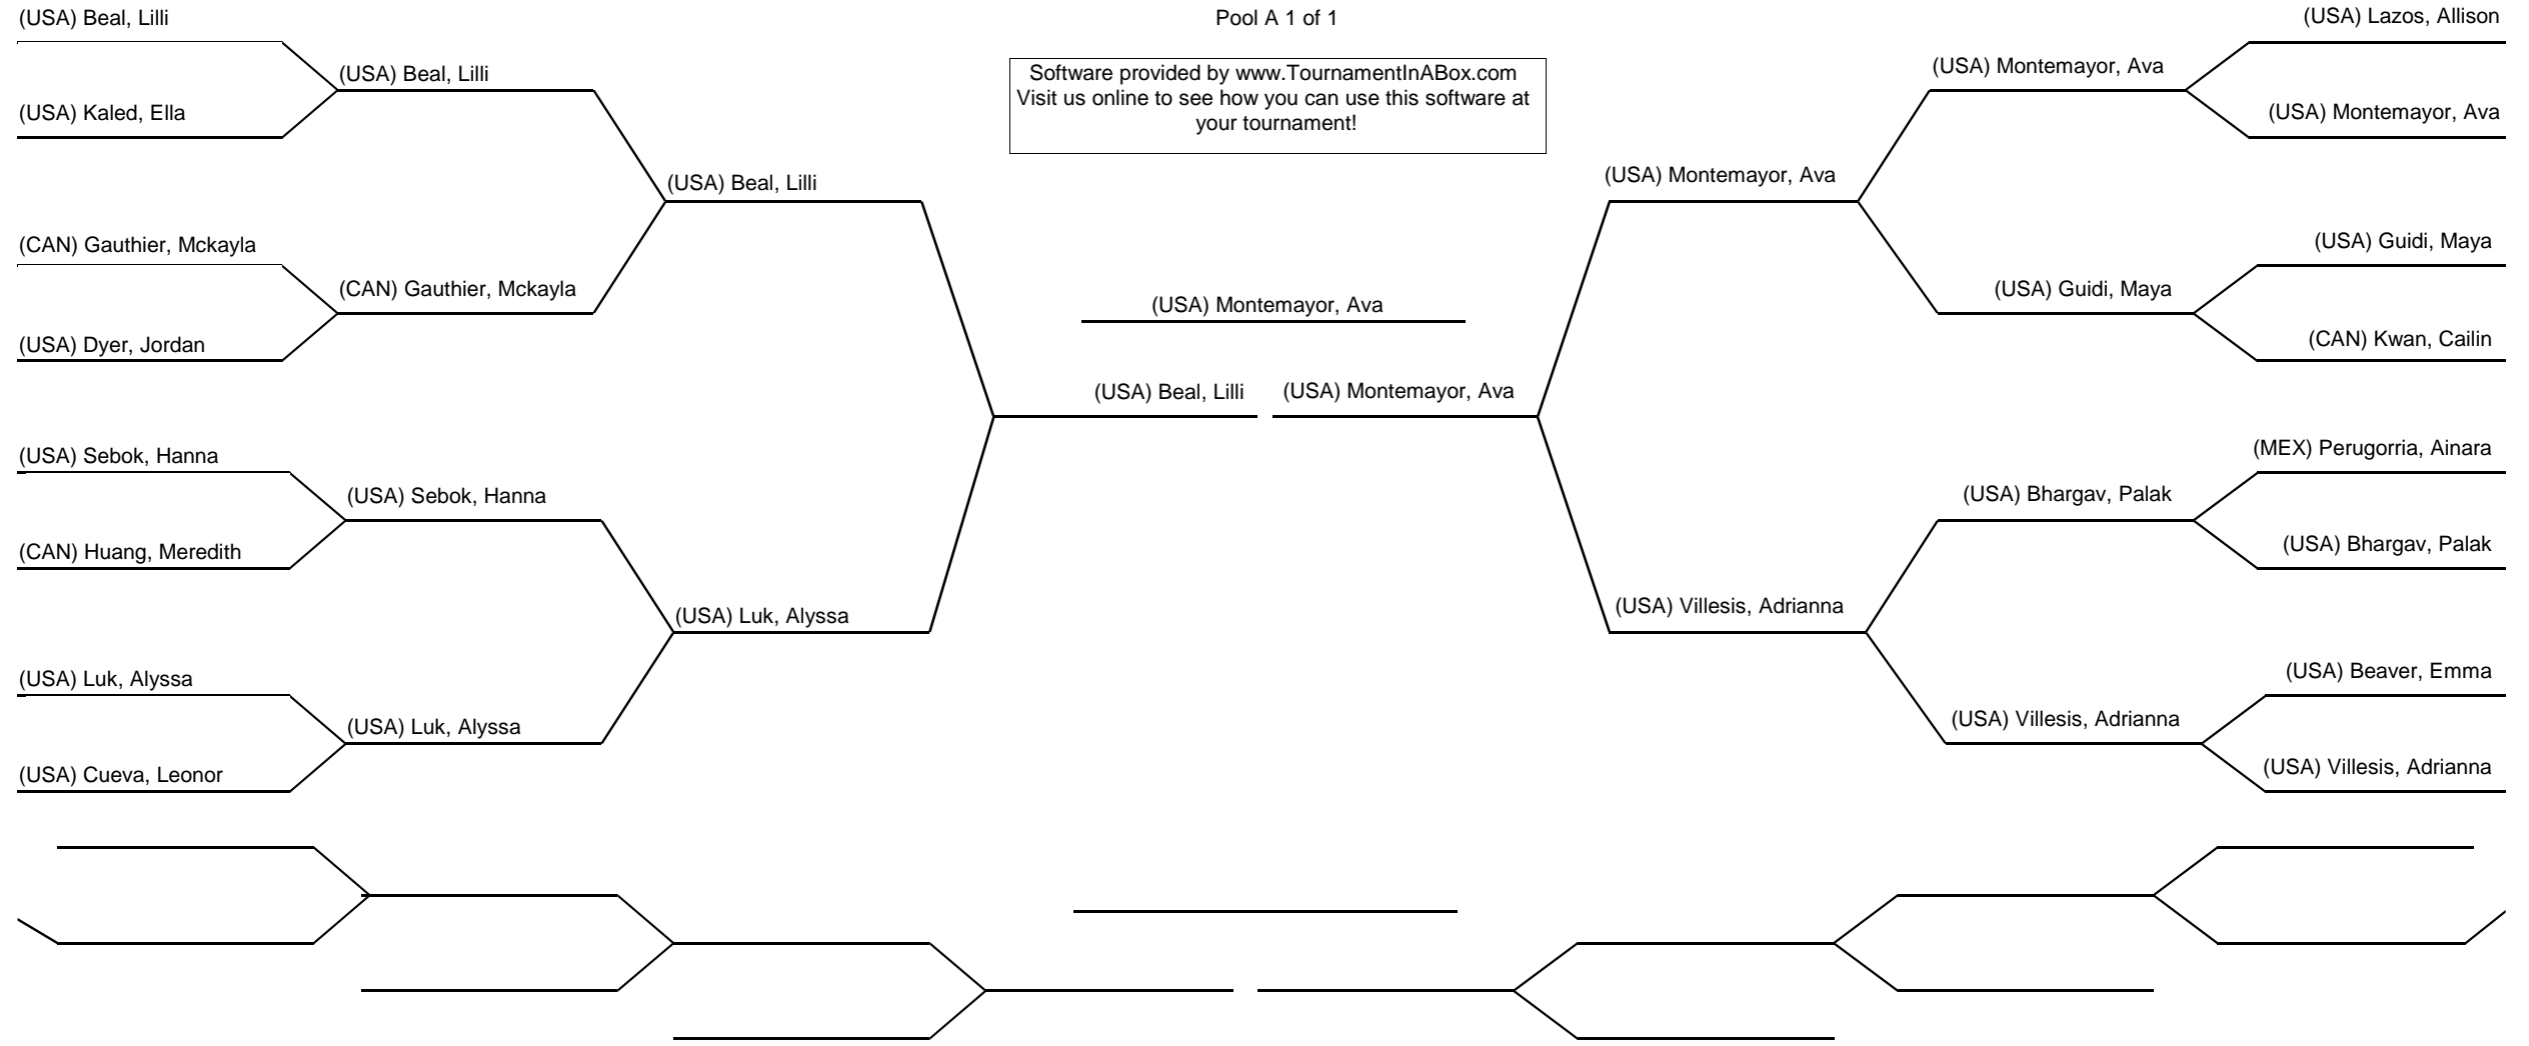 (USA) Beal, Lilli
(USA) Kaled, Ella
(CAN) Gauthier, Mckayla
(USA) Dyer, Jordan
(USA) Sebok, Hanna
(CAN) Huang, Meredith
(USA) Luk, Alyssa
(USA) Cueva, Leonor
(USA) Beal, Lilli
(CAN) Gauthier, Mckayla
(USA) Sebok, Hanna
(USA) Luk, Alyssa
(USA) Beal, Lilli
(USA) Luk, Alyssa
Pool A 1 of 1
Software provided by www.TournamentInABox.com
Visit us online to see how you can use this software at
your tournament!
(USA) Montemayor, Ava
(USA) Beal, Lilli
(USA) Montemayor, Ava
(USA) Montemayor, Ava
(USA) Villesis, Adrianna
(USA) Montemayor, Ava
(USA) Guidi, Maya
(USA) Bhargav, Palak
(USA) Villesis, Adrianna
(USA) Lazos, Allison
(USA) Montemayor, Ava
(USA) Guidi, Maya
(CAN) Kwan, Cailin
(MEX) Perugorria, Ainara
(USA) Bhargav, Palak
(USA) Beaver, Emma
(USA) Villesis, Adrianna